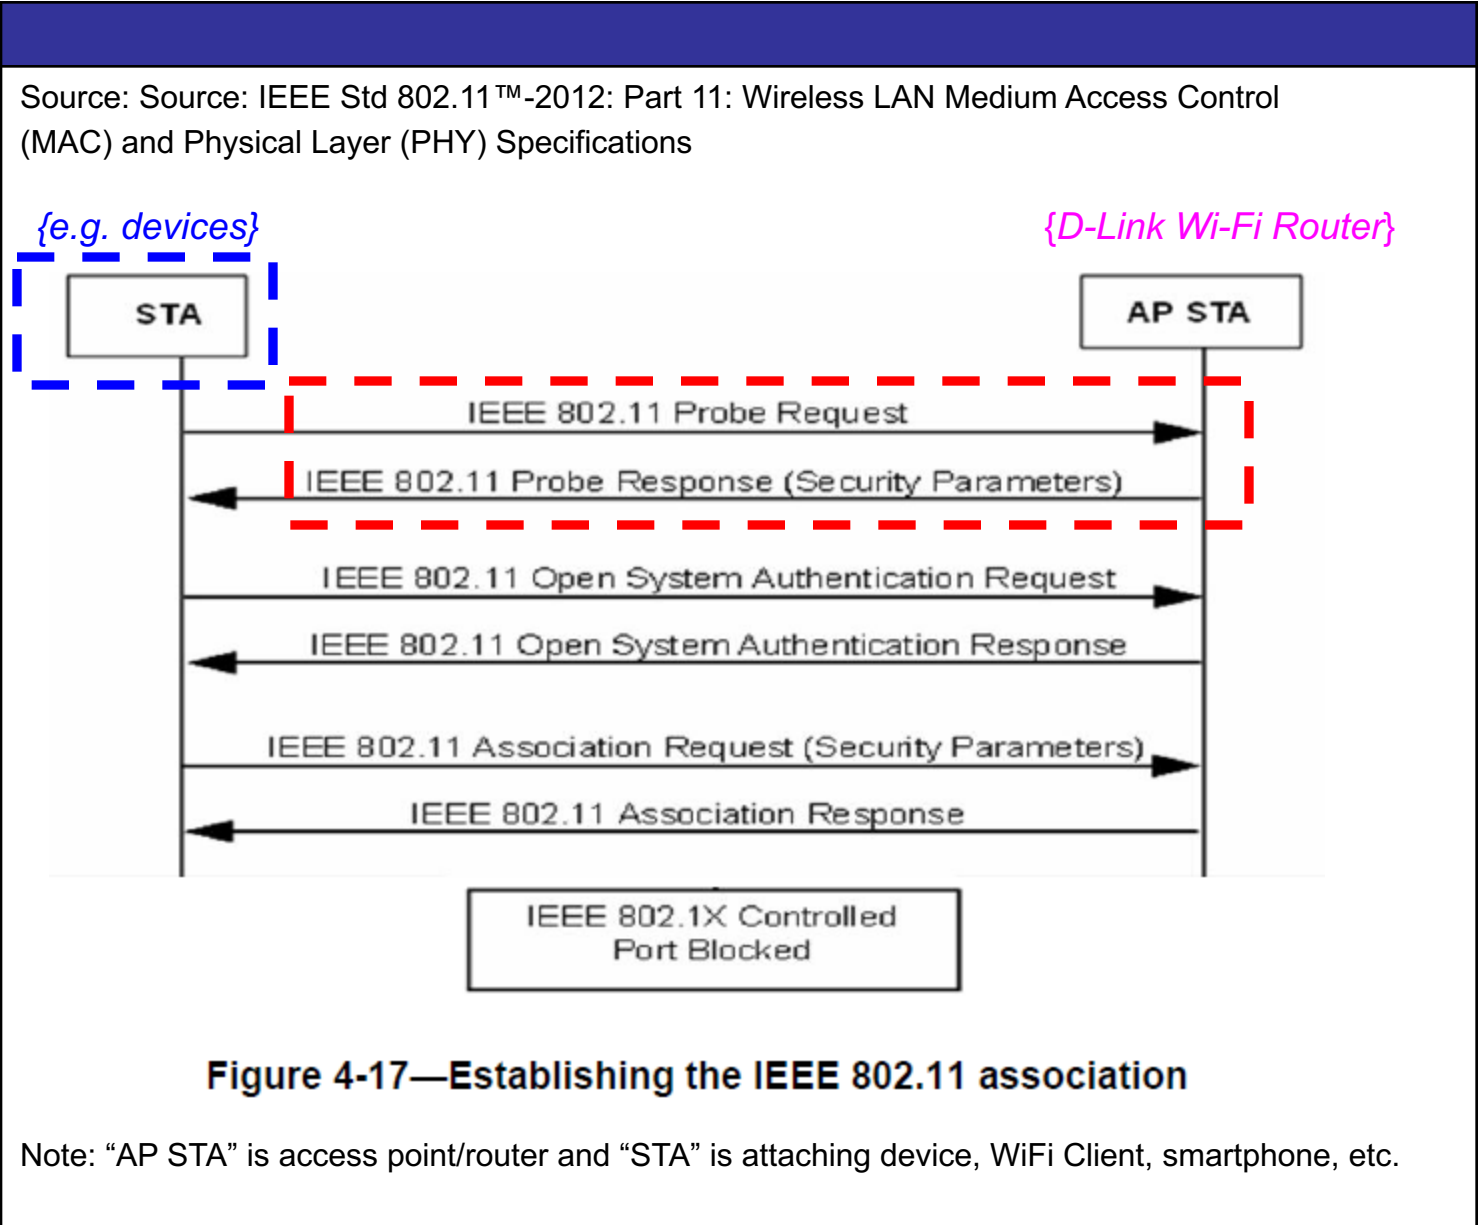 Source: Source: IEEE Std 802.11™-2012: Part 11: Wireless LAN Medium Access Control
(MAC) and Physical Layer (PHY) Specifications
{e.g. devices}
{D-Link Wi-Fi Router}
STA
AP STA
IEEE 802.11 Probe Request
IEEE 802.11 Probe Response (Security Parameters)
IEEE 802.11 Open System Authentication Request
IEEE 802.11 Open System Authentication Response
IEEE 802.11 Association Request (Security Parameters)
IEEE 802.11 Association Response
IEEE 802.1X Controlled
Port Blocked
Figure 4-17—Establishing the IEEE 802.11 association
Note: “AP STA” is access point/router and “STA” is attaching device, WiFi Client, smartphone, etc.